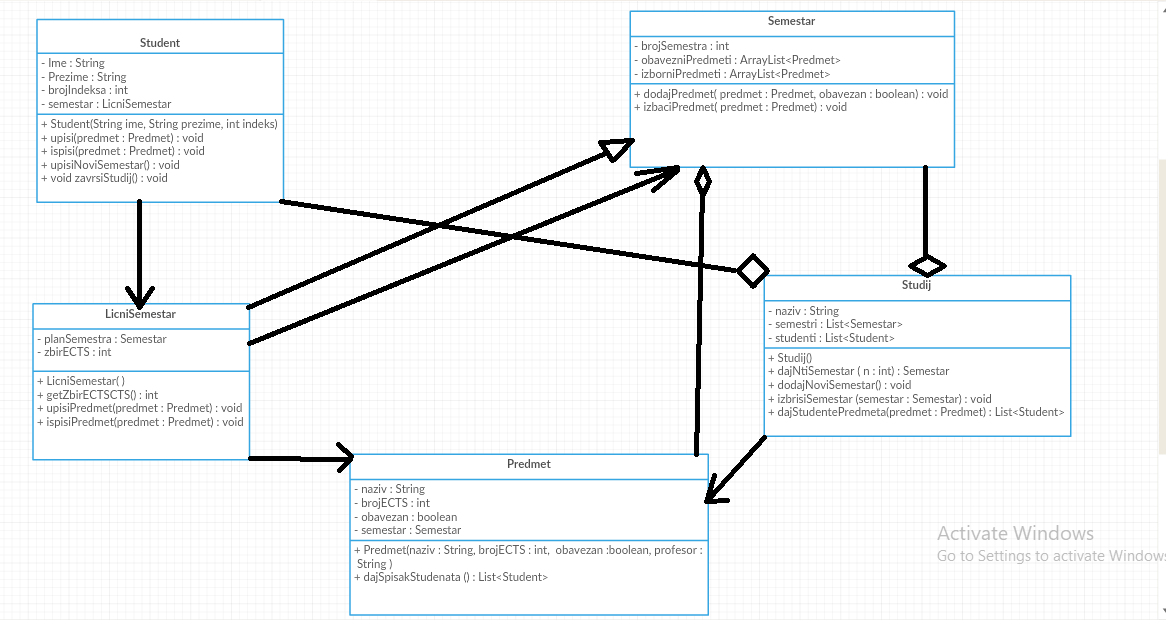 Student
- Ime : String
- Prezime : String
- brojIndeksa : int
- semestar : LicniSemestar
+ Student(String ime, String prezime, int indeks)
+ upisi(predmet : Predmet) : void
+ ispisi(predmet : Predmet) : void
+ upisiNoviSemestar() : void
+ void zavrsiStudij() : void
Semestar
- brojSemestra : int
- obavezniPredmeti : ArrayList<Predmet>
- izborniPredmeti : ArrayList<Predmet>
+ dodajPredmet( predmet : Predmet, obavezan : boolean) : void
+ izbaciPredmet( predmet : Predmet) : void
LicniSemestar
- planSemestra : Semestar
- zbirECTS : int
+ LicniSemestar( )
+ getZbirECTSCTS() : int
+ upisiPredmet(predmet : Predmet) : void
+ ispisiPredmet(predmet : Predmet) : void
Studij
- naziv : String
- semestri : List<Semestar>
- studenti : List<Student>
+ Studij()
+ dajNtiSemestar ( n : int) : Semestar
+ dodajNoviSemestar() : void
+ izbrisiSemestar (semestar : Semestar) : void
+ dajStudentePredmeta(predmet : Predmet) : List<Student>
Predmet
- naziv : String
- brojECTS : int
- obavezan : boolean
- semestar : Semestar
+ Predmet(naziv : String, brojECTS : int, obavezan :boolean, profesor :
String )
+ dajSpisakStudenata () : List<Student>
Activate Windows
Go to Settings to activate Windows